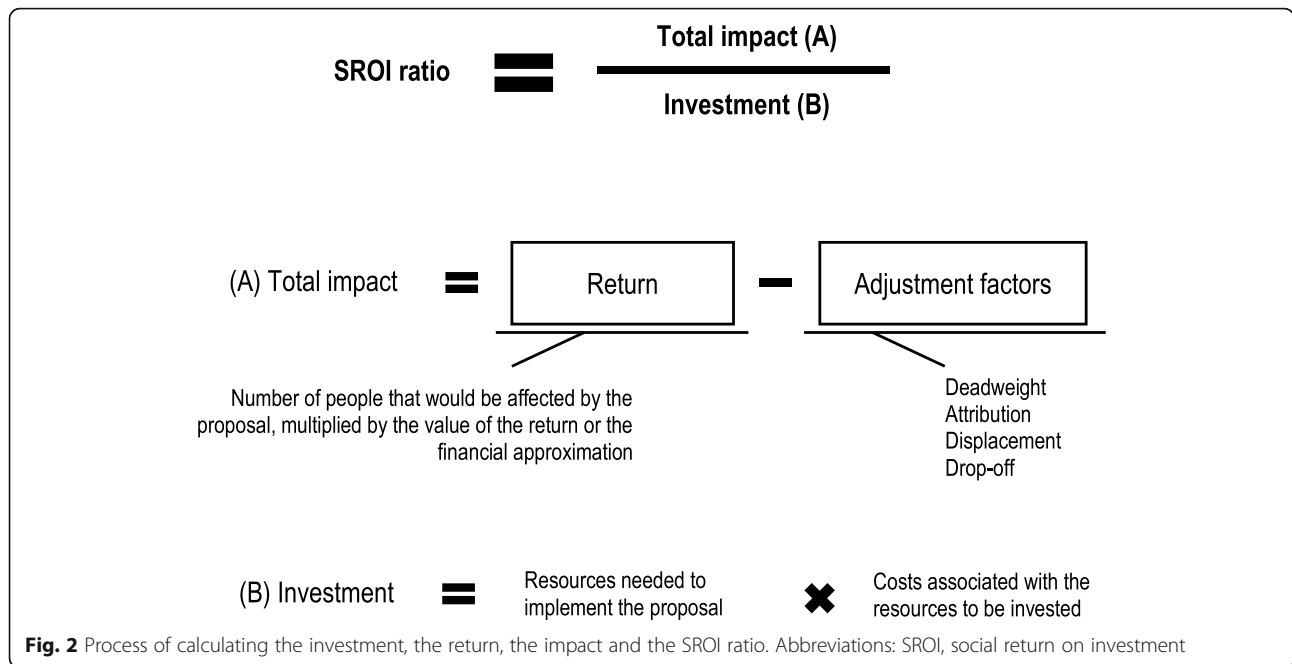 SROI ratio = Total impact (A)
Investment (B)
(A) Total impact = Return − Adjustment factors
Number of people that would be affected by the
proposal, multiplied by the value of the return or the
financial approximation
Deadweight
Attribution
Displacement
Drop-off
(B) Investment = Resources needed to
implement the proposal
✖ Costs associated with the
resources to be invested
Fig. 2 Process of calculating the investment, the return, the impact and the SROI ratio. Abbreviations: SROI, social return on investment